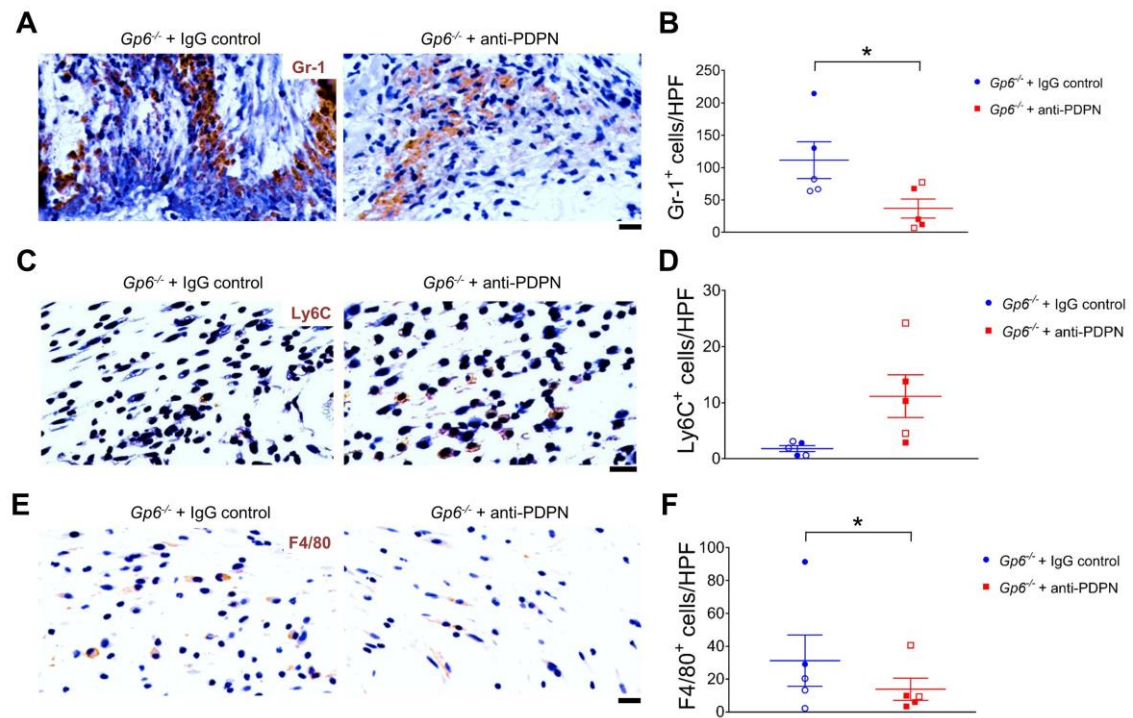 A
Gp6-/- + IgG control
Gp6-/- + anti-PDPN
Gr-1
B
*
250
200
150
100
50
0
Gr-1+ cells/HPF
Gp6-/- + IgG control
Gp6-/- + anti-PDPN
C
Gp6-/- + IgG control
Gp6-/- + anti-PDPN
Ly6C
D
30
20
10
0
Ly6C+ cells/HPF
Gp6-/- + IgG control
Gp6-/- + anti-PDPN
E
Gp6-/- + IgG control
Gp6-/- + anti-PDPN
F4/80
F
*
100
80
60
40
20
0
F4/80+ cells/HPF
Gp6-/- + IgG control
Gp6-/- + anti-PDPN